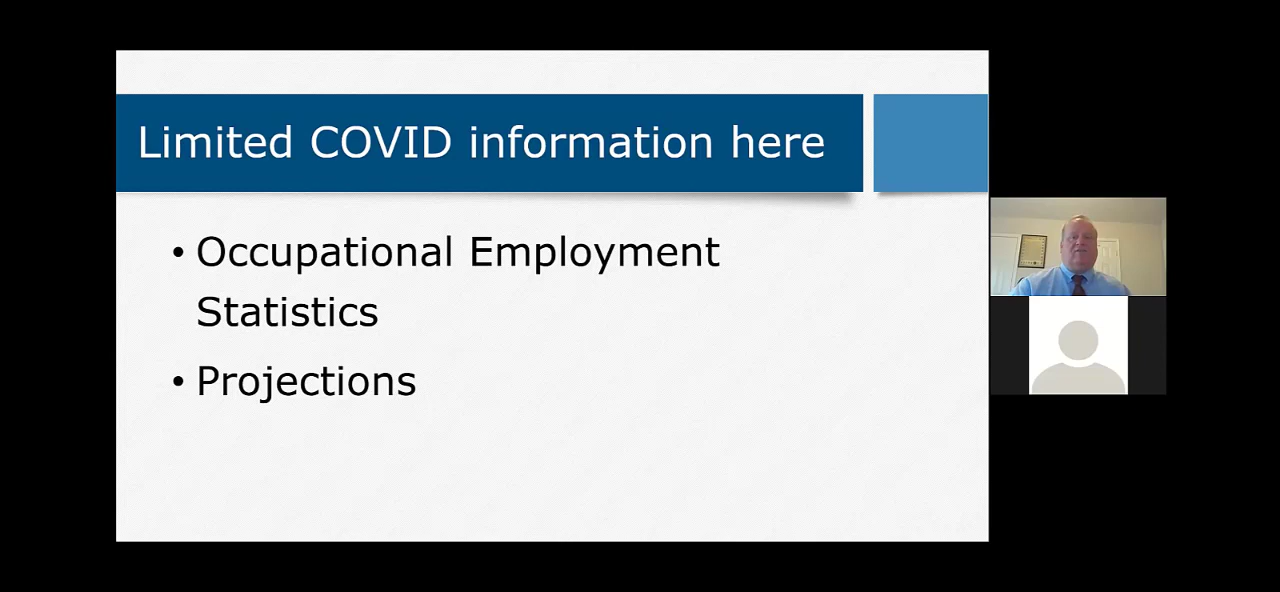 Limited COVID information here
• Occupational Employment
Statistics
• Projections